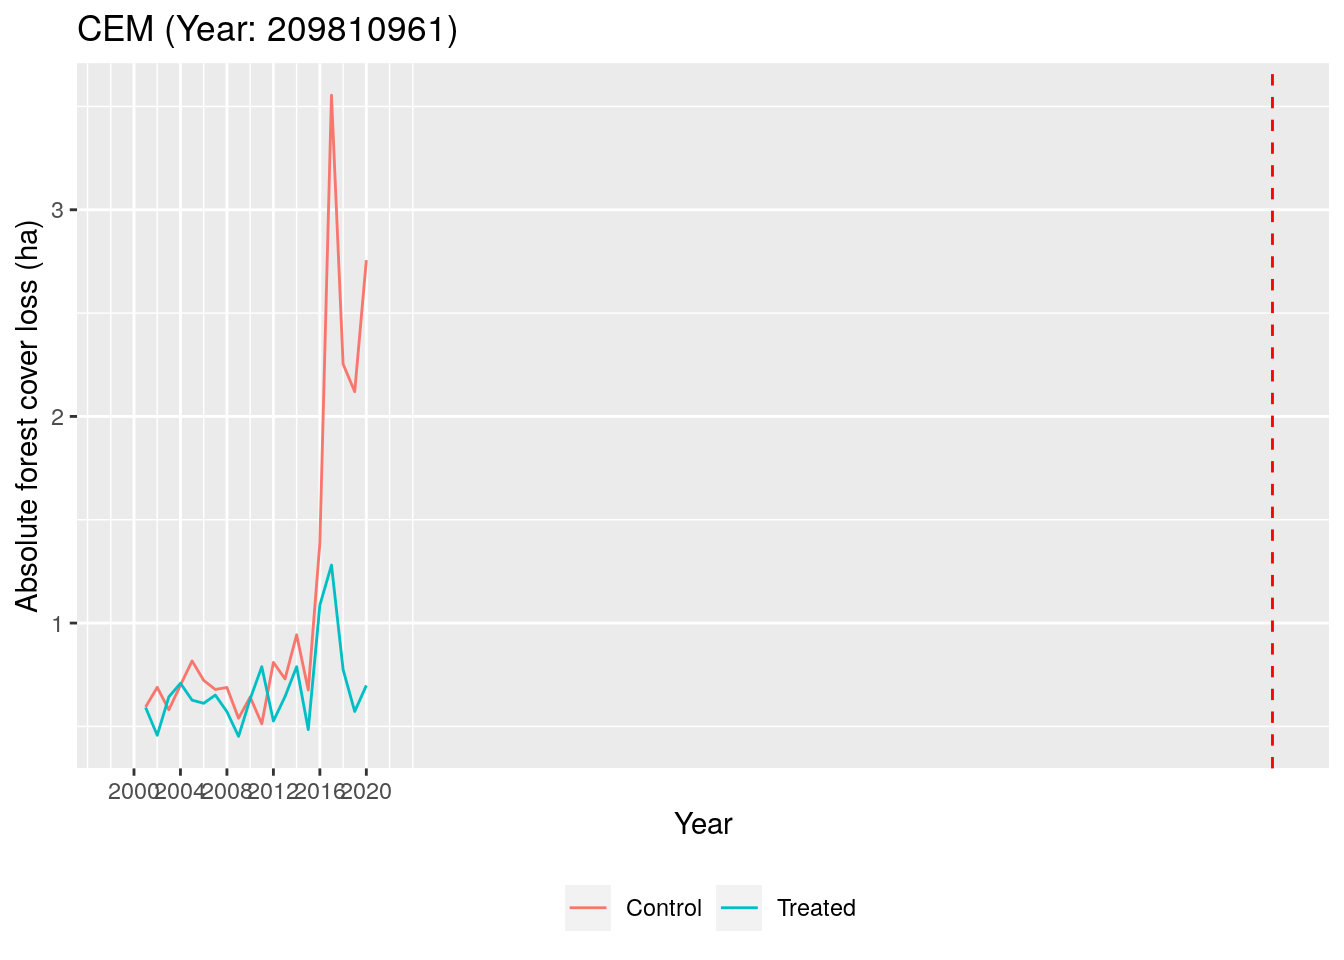 CEM (Year: 209810961)
Absolute forest cover loss (ha)
3
2
1
2000 2004 2008 2012 2016 2020
Year
Control Treated